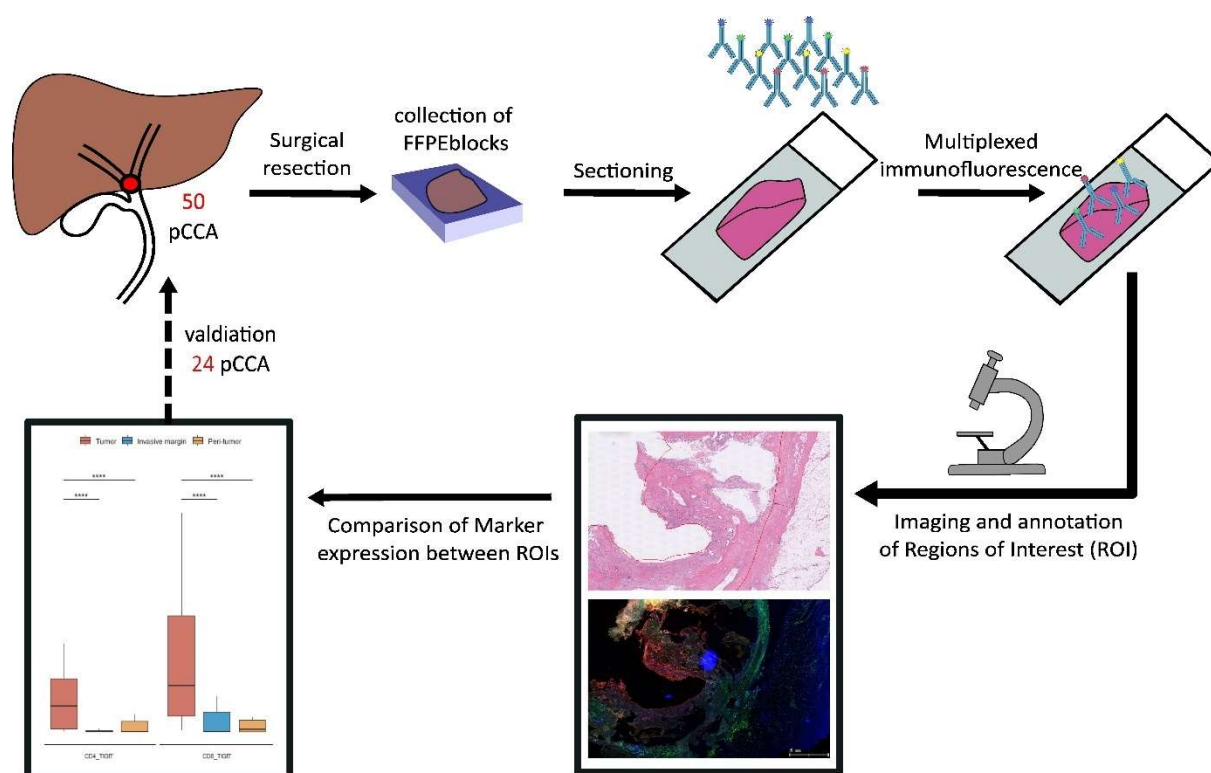 50
pCCA
Surgical
resection
collection of
FFPEblocks
Sectioning
Multiplexed
immunofluorescence
Imaging and annotation
of Regions of Interest (ROI)
Comparison of Marker
expression between ROIs
valdiation
24 pCCA
Tumor Invasive margin Peri-tumor
**** ****
**** ****
CD4_TIGIT CD8_TIGIT